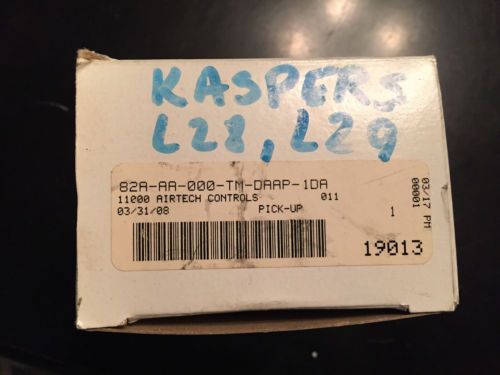 KASPERS
L28, L29
82A-AA-000-TM-DAAP-1DA
11000 AIRTECH CONTROLS 011
03/31/08 PICK-UP 1
19013
03/17 PM
00001